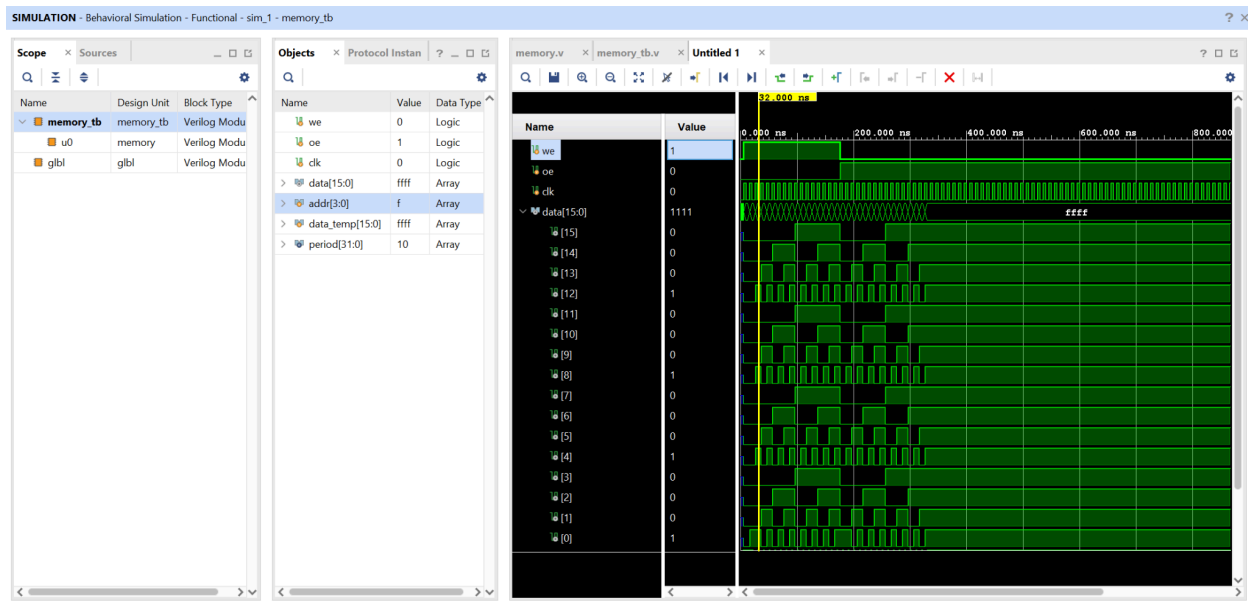 SIMULATION - Behavioral Simulation - Functional - sim_1 - memory_tb ? ×
Scope × Sources
Name Design Unit Block Type
memory_tb memory_tb Verilog Modu
u0 memory Verilog Modu
glbl glbl Verilog Modu
Objects × Protocol Instan ?
Name Value Data Type
we 0 Logic
oe 1 Logic
clk 0 Logic
data[15:0] ffff Array
addr[3:0] f Array
data_temp[15:0] ffff Array
period[31:0] 10 Array
memory.v × memory_tb.v × Untitled 1 × ?
32.000 ns
Name Value 0.000 ns 200.000 ns 400.000 ns 600.000 ns 800.000
we 1
oe 0
clk 0
data[15:0] 1111 ffff
[15] 0
[14] 0
[13] 0
[12] 1
[11] 0
[10] 0
[9] 0
[8] 1
[7] 0
[6] 0
[5] 0
[4] 1
[3] 0
[2] 0
[1] 0
[0] 1